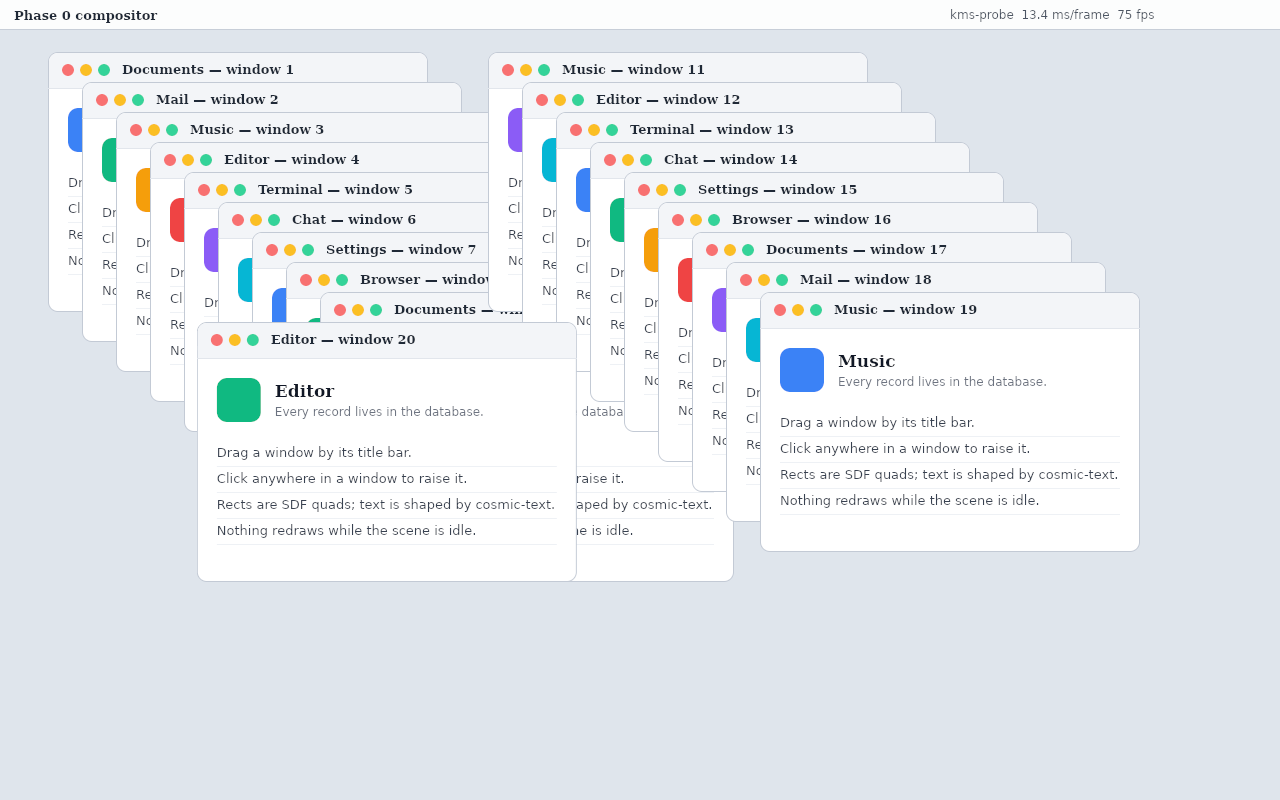 Phase 0 compositor
kms-probe 13.4 ms/frame 75 fps
Documents — window 1
Mail — window 2
Music — window 3
Editor — window 4
Terminal — window 5
Chat — window 6
Settings — window 7
Browser —
Documents —
Music — window 11
Editor — window 12
Terminal — window 13
Chat — window 14
Settings — window 15
Browser — window 16
Documents — window 17
Mail — window 18
Music — window 19
Music
Every record lives in the database.
Drag a window by its title bar.
Click anywhere in a window to raise it.
Rects are SDF quads; text is shaped by cosmic-text.
Nothing redraws while the scene is idle.
Editor — window 20
Editor
Every record lives in the database.
Drag a window by its title bar.
Click anywhere in a window to raise it.
Rects are SDF quads; text is shaped by cosmic-text.
Nothing redraws while the scene is idle.
raise it.
by cosmic-text.
is idle.